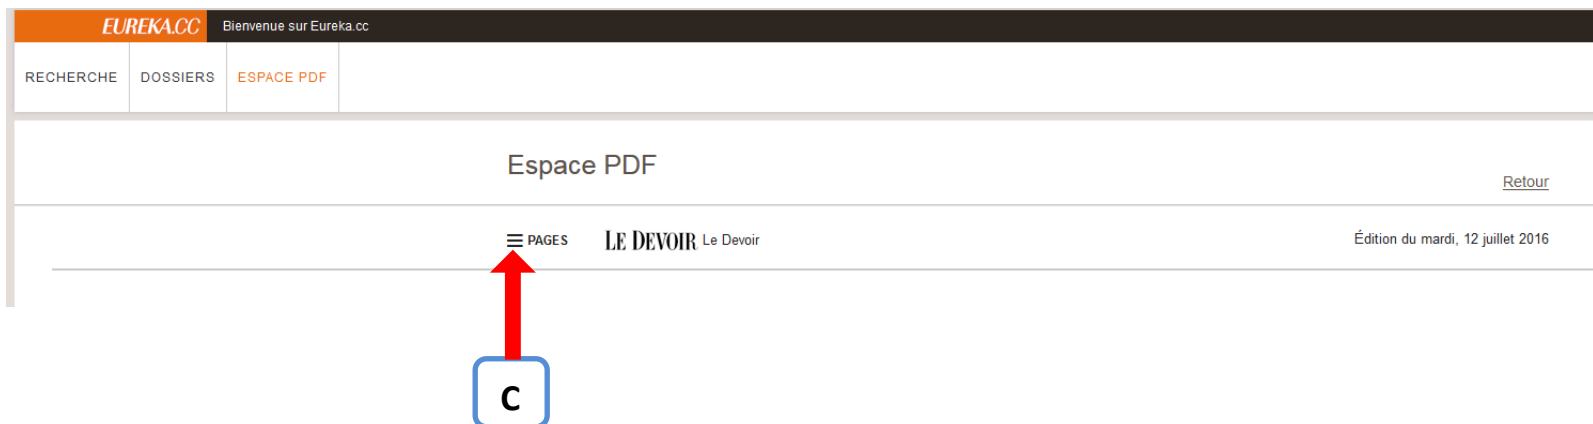 EUREKA.CC Bienvenue sur Eureka.cc
RECHERCHE DOSSIERS ESPACE PDF
Espace PDF
Retour
PAGES LE DEVOIR Le Devoir Édition du mardi, 12 juillet 2016
C